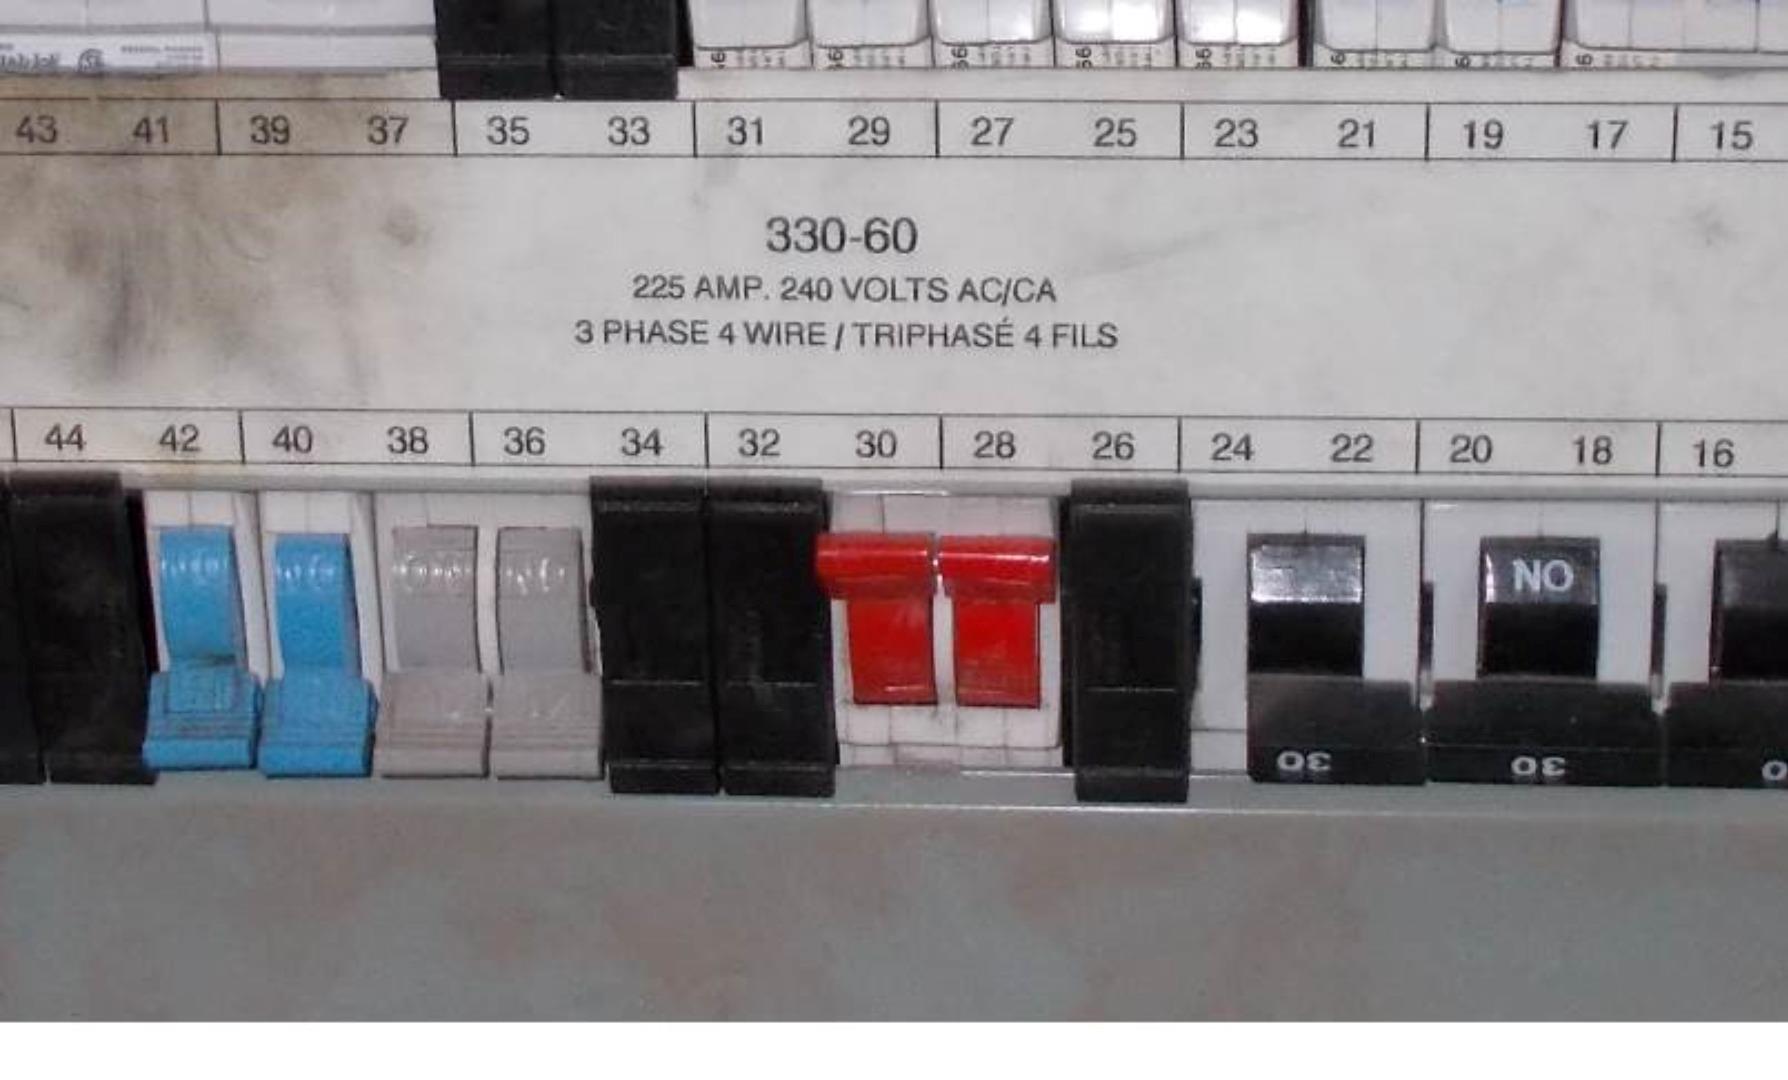 43 41 39 37 35 33 31 29 27 25 23 21 19 17 15
330-60
225 AMP. 240 VOLTS AC/CA
3 PHASE 4 WIRE / TRIPHASÉ 4 FILS
44 42 40 38 36 34 32 30 28 26 24 22 20 18 16
NO
30 30